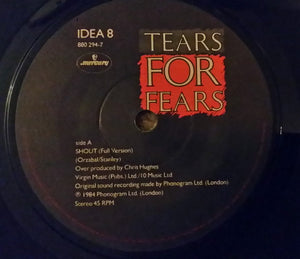 IDEA 8
880 294-7
mercury
TEARS
FOR
FEARS
side A
SHOUT (Full Version)
(Orzabal/Stanley)
Over produced by Chris Hughes
Virgin Music (Pubs.) Ltd /10 Music Ltd
Original sound recording made by Phonogram Ltd. (London)
℗ 1984 Phonogram Ltd. (London)
Stereo 45 RPM